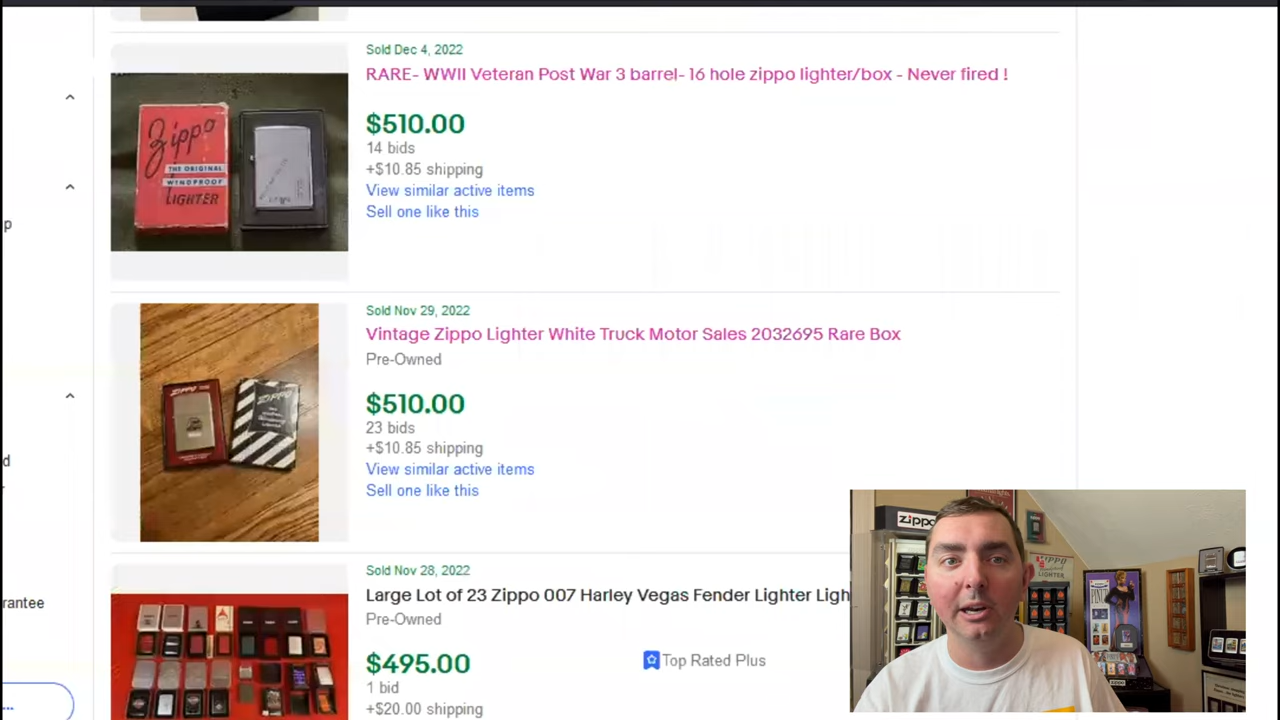 Sold Dec 4, 2022
RARE- WWII Veteran Post War 3 barrel- 16 hole zippo lighter/box - Never fired !
$510.00
14 bids
+$10.85 shipping
View similar active items
Sell one like this
Zippo
THE ORIGINAL
WINDPROOF
LIGHTER
p
Sold Nov 29, 2022
Vintage Zippo Lighter White Truck Motor Sales 2032695 Rare Box
Pre-Owned
$510.00
23 bids
+$10.85 shipping
View similar active items
Sell one like this
ZIPPO
d
Sold Nov 28, 2022
Large Lot of 23 Zippo 007 Harley Vegas Fender Lighter Ligh
Pre-Owned
$495.00
1 bid
+$20.00 shipping
Top Rated Plus
rantee
...
zippo
LIGHTER